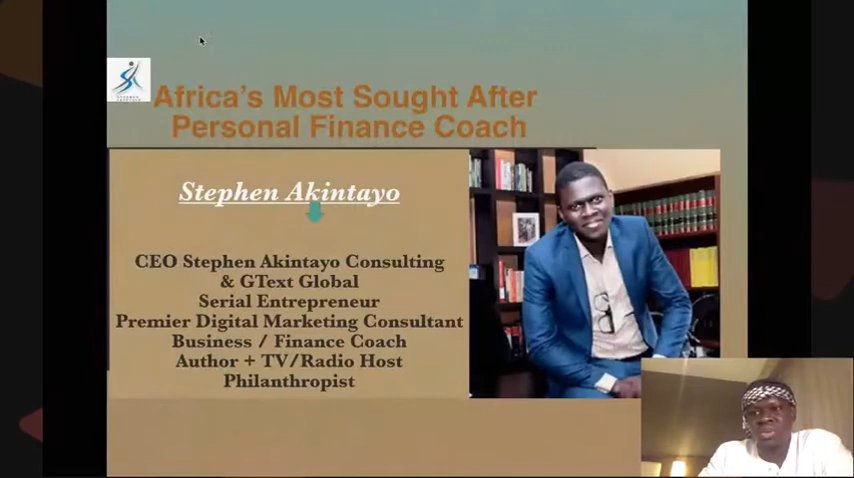 Africa's Most Sought After
Personal Finance Coach
Stephen Akintayo
CEO Stephen Akintayo Consulting
& GText Global
Serial Entrepreneur
Premier Digital Marketing Consultant
Business / Finance Coach
Author + TV/Radio Host
Philanthropist